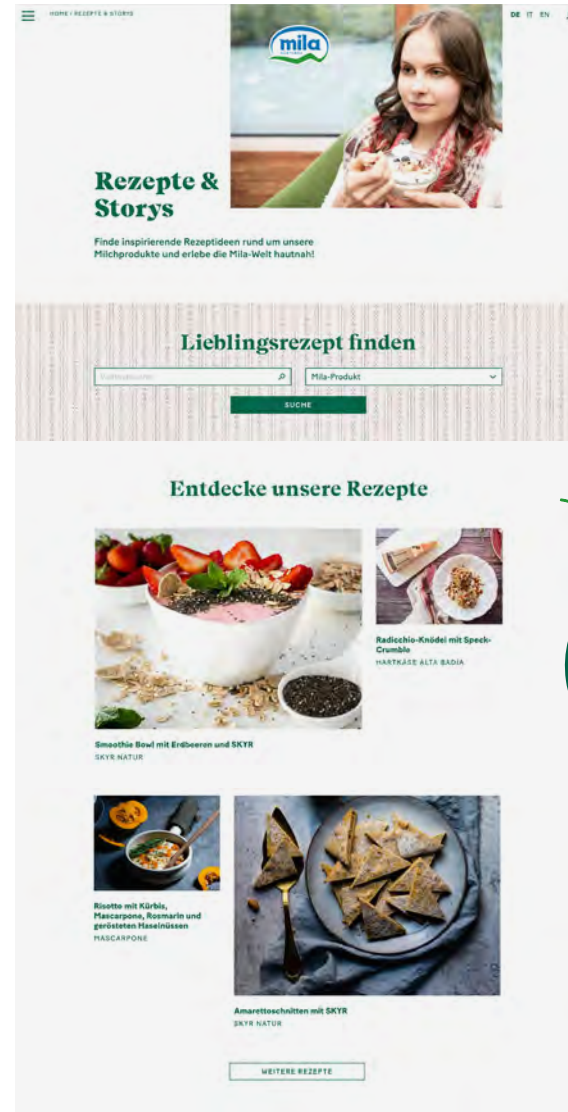 HOME / REZEPTE & STORYS
DE IT EN
mila
Rezepte &
Storys
Finde inspirierende Rezeptideen rund um unsere
Milchprodukte und erlebe die Mila-Welt hautnah!
Lieblingsrezept finden
Mila-Produkt
SUCHE
Entdecke unsere Rezepte
Radicchio-Knödel mit Speck-
Crumble
HARTKÄSE ALTA BADIA
Smoothie Bowl mit Erdbeeren und SKYR
SKYR NATUR
Risotto mit Kürbis,
Mascarpone, Rosmarin und
gerösteten Haselnüssen
MASCARPONE
Amarettoschnitten mit SKYR
SKYR NATUR
WEITERE REZEPTE